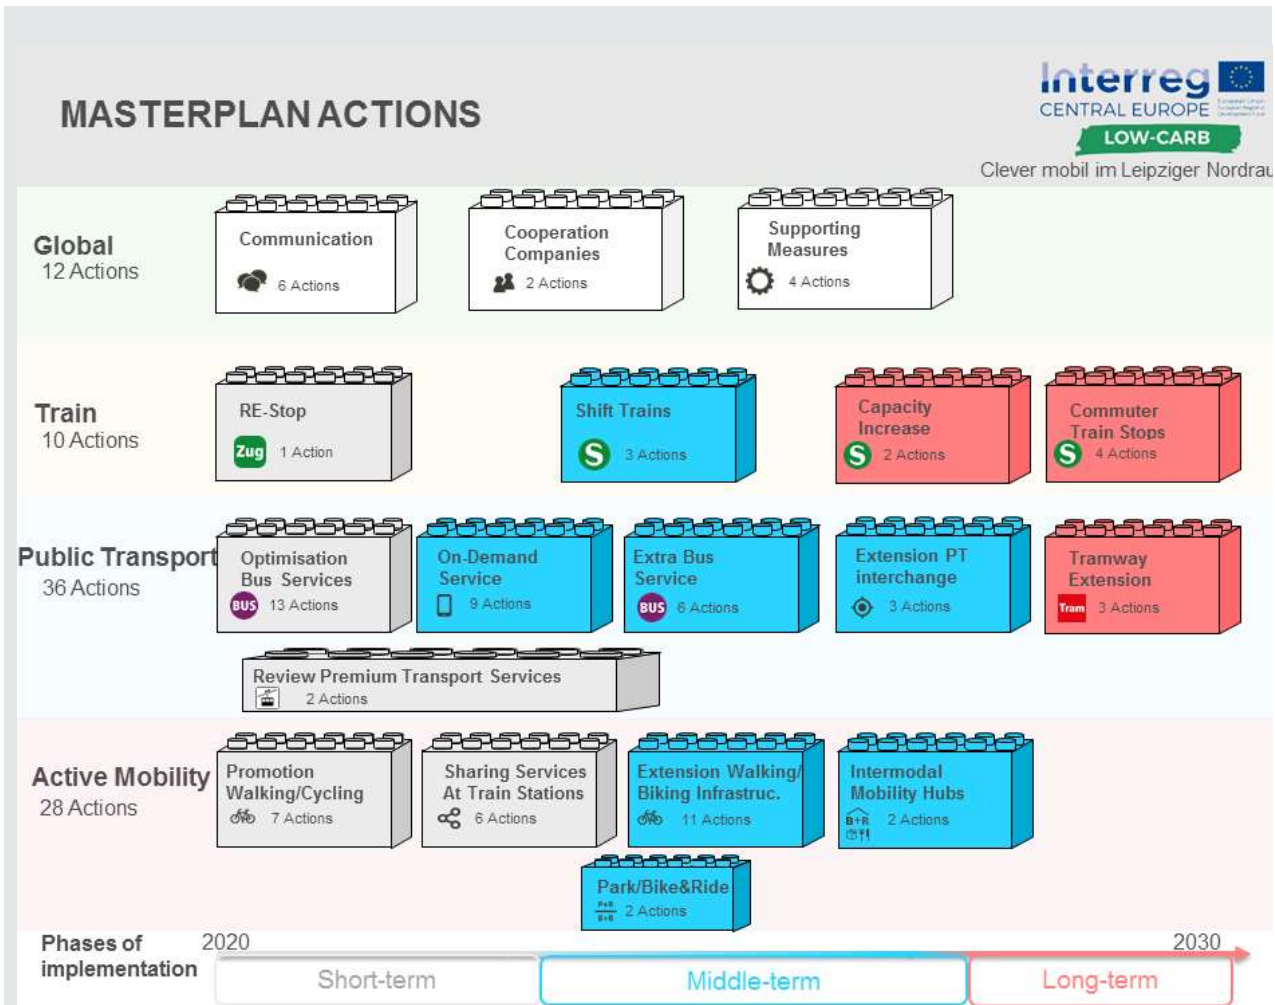 MASTERPLAN ACTIONS
Interreg
CENTRAL EUROPE
European Union
European Regional
Development Fund
LOW-CARB
Clever mobil im Leipziger Nordrau
Global
12 Actions
Communication
6 Actions
Cooperation
Companies
2 Actions
Supporting
Measures
4 Actions
Train
10 Actions
RE-Stop
Zug
1 Action
Shift Trains
S
3 Actions
Capacity
Increase
S
2 Actions
Commuter
Train Stops
S
4 Actions
Public Transport
36 Actions
Optimisation
Bus Services
BUS
13 Actions
On-Demand
Service
9 Actions
Extra Bus
Service
BUS
6 Actions
Extension PT
interchange
3 Actions
Tramway
Extension
Tram
3 Actions
Review Premium Transport Services
2 Actions
Active Mobility
28 Actions
Promotion
Walking/Cycling
7 Actions
Sharing Services
At Train Stations
6 Actions
Extension Walking/
Biking Infrastruc.
11 Actions
Intermodal
Mobility Hubs
B+R
2 Actions
Park/Bike&Ride
P+R
B+R
2 Actions
Phases of
implementation
2020
2030
Short-term
Middle-term
Long-term